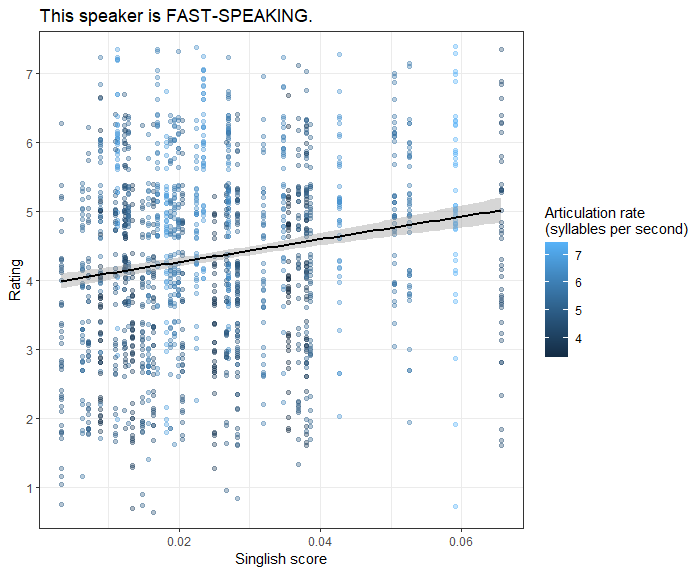 This speaker is FAST-SPEAKING.
7
6
5
4
3
2
1
Rating
0.02
0.04
0.06
Singlish score
Articulation rate
(syllables per second)
7
6
5
4